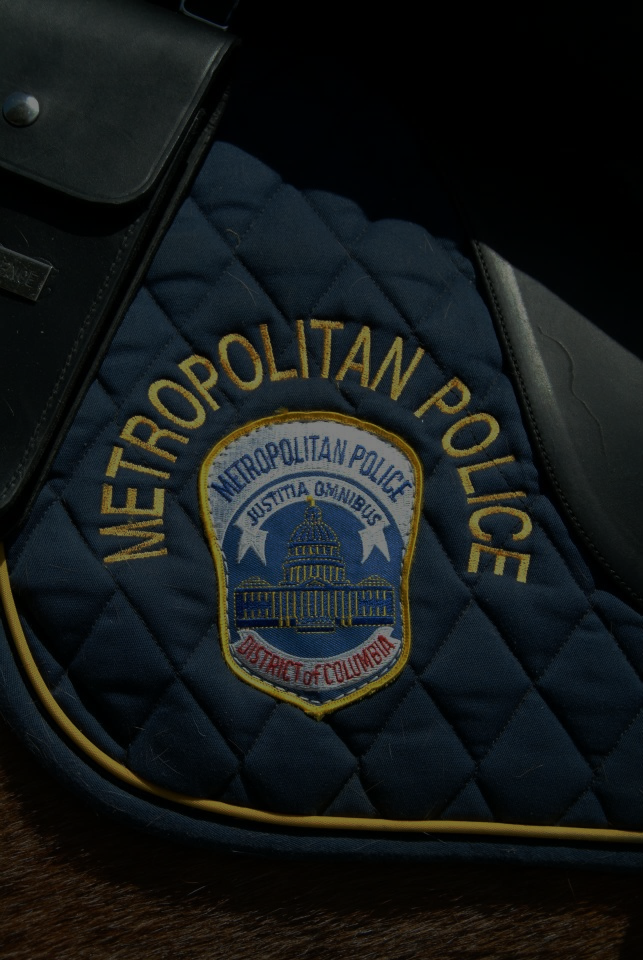 METROPOLITAN POLICE
METROPOLITAN POLICE
JUSTITIA OMNIBUS
DISTRICT of COLUMBIA